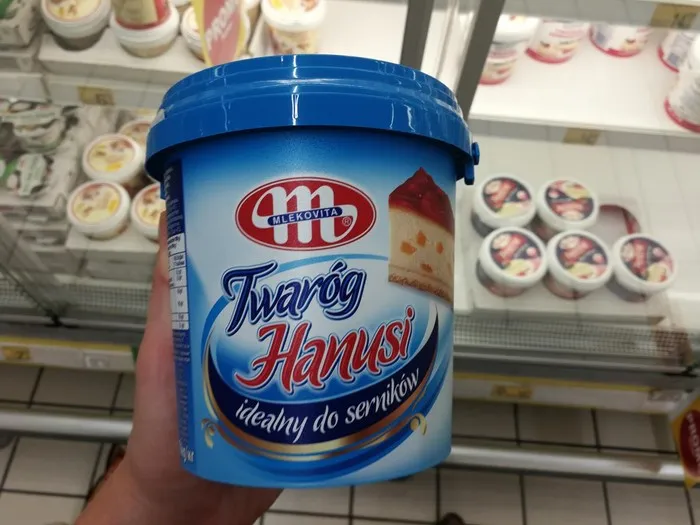 MLEKOVITA
Twaróg
Hanusi
idealny do serników